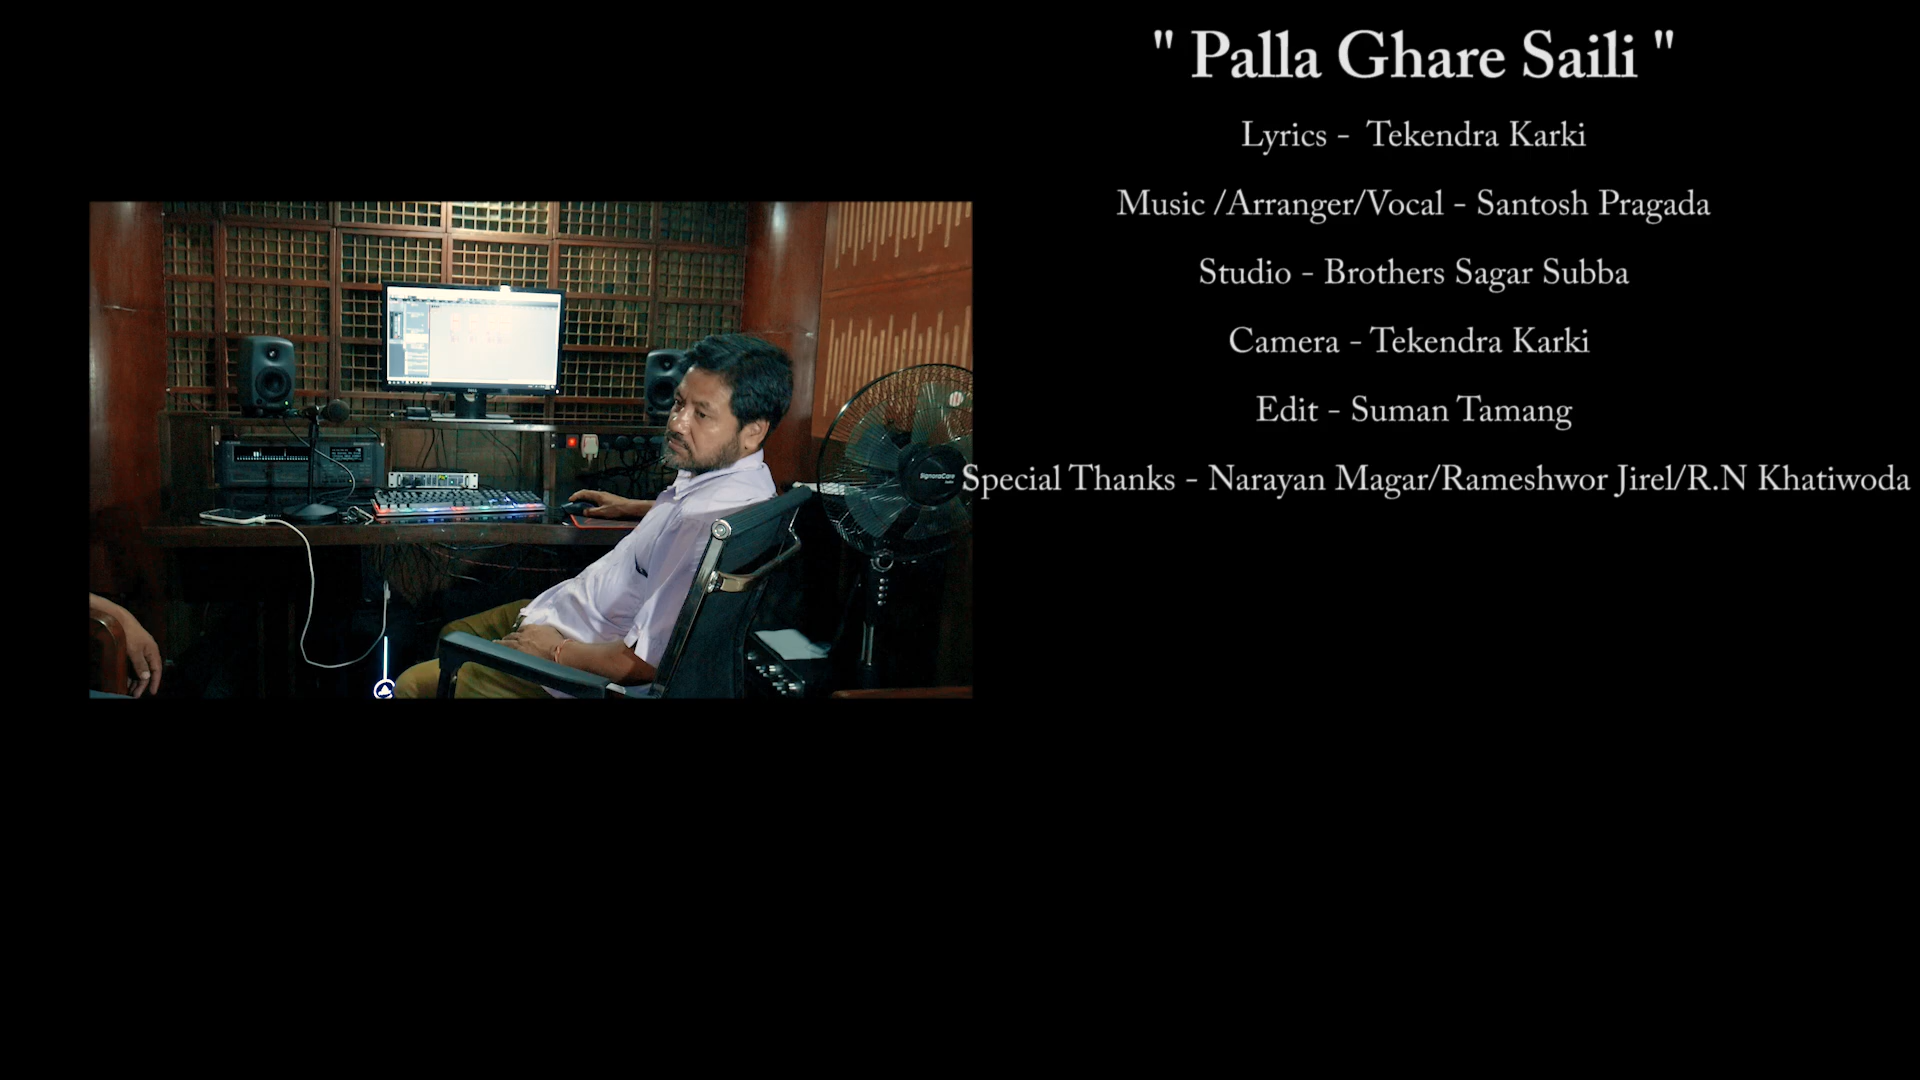 " Palla Ghare Saili "
Lyrics - Tekendra Karki
Music /Arranger/Vocal - Santosh Pragada
Studio - Brothers Sagar Subba
Camera - Tekendra Karki
Edit - Suman Tamang
Special Thanks - Narayan Magar/Rameshwor Jirel/R.N Khatiwoda